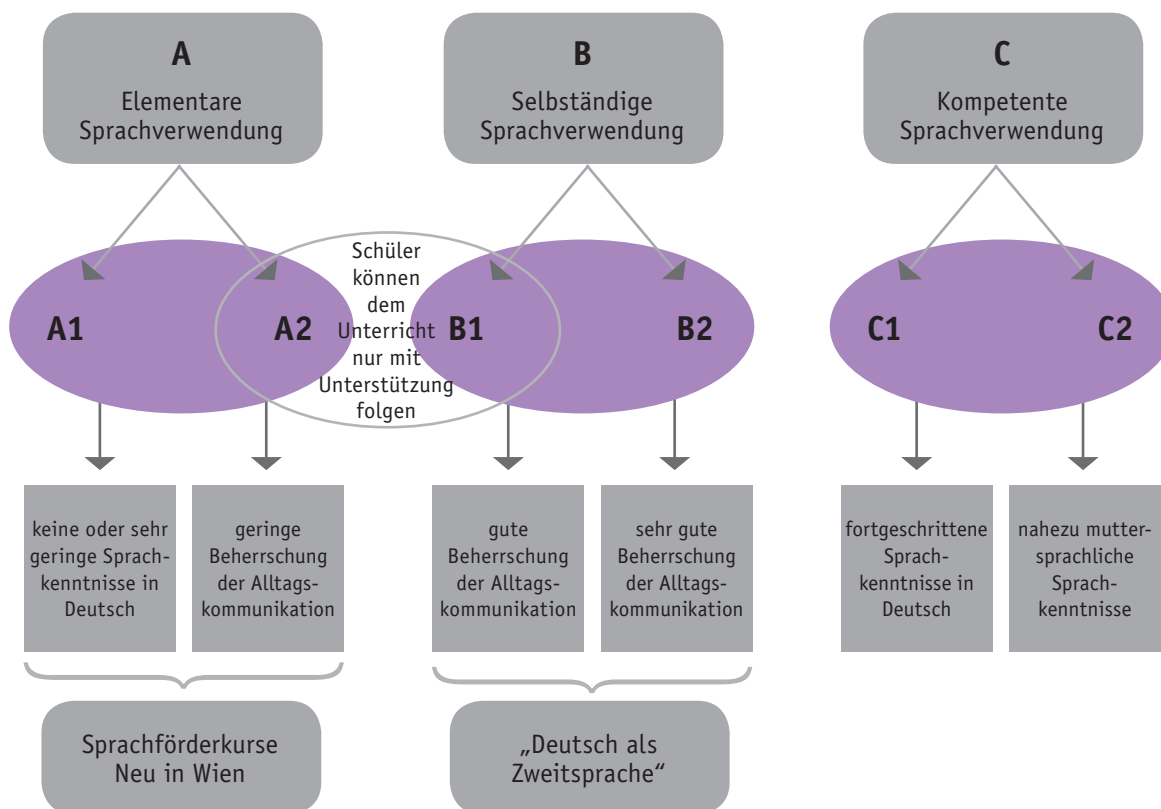 A
Elementare
Sprachverwendung
B
Selbständige
Sprachverwendung
C
Kompetente
Sprachverwendung
A1
A2
Schüler
können
dem
Unterricht
nur mit
Unterstützung
folgen
B1
B2
C1
C2
keine oder sehr
geringe Sprach-
kenntnisse in
Deutsch
geringe
Beherrschung
der Alltags-
kommunikation
gute
Beherrschung
der Alltags-
kommunikation
sehr gute
Beherrschung
der Alltags-
kommunikation
fortgeschrittene
Sprach-
kenntnisse in
Deutsch
nahezu mutter-
sprachliche
Sprach-
kenntnisse
Sprachförderkurse
Neu in Wien
„Deutsch als
Zweitsprache“